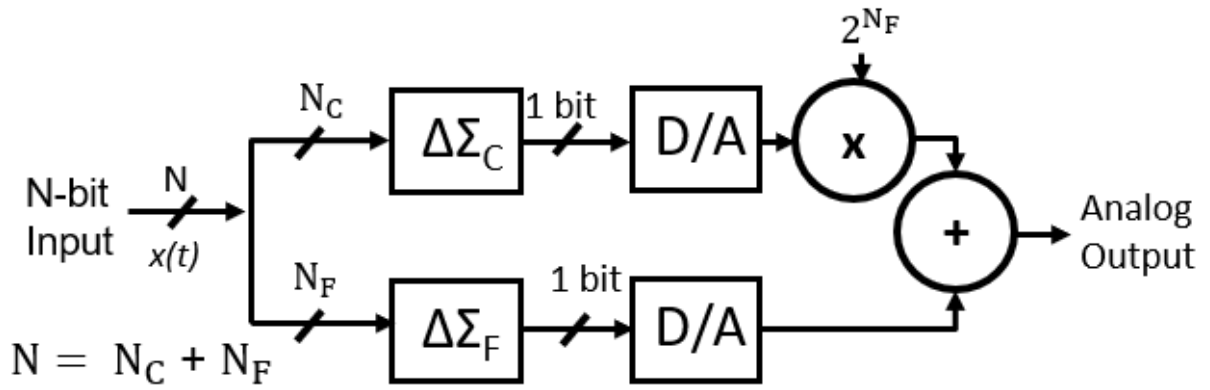 2^{N_F}
N_C
1 bit
ΔΣ_C
D/A
x
N-bit
Input
N
x(t)
+
Analog
Output
N_F
1 bit
ΔΣ_F
D/A
N = N_C + N_F